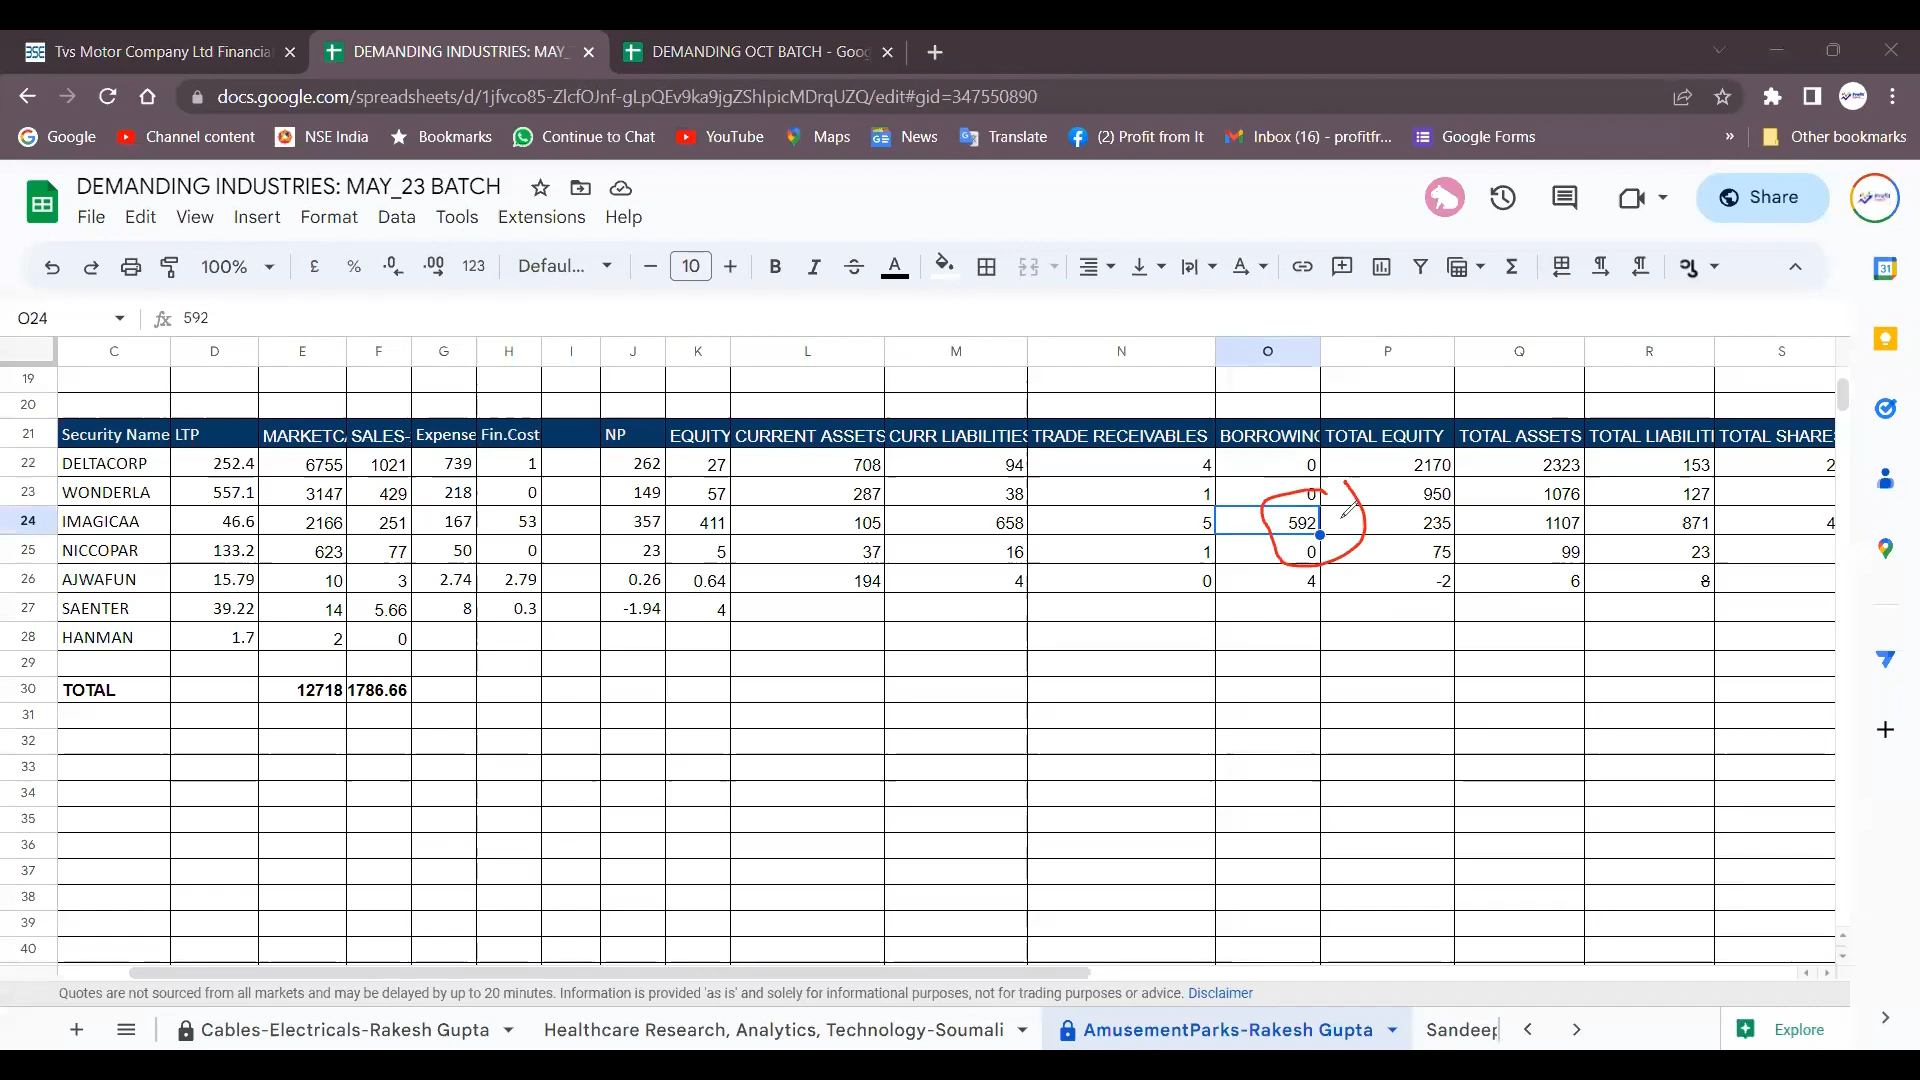 BSE Tvs Motor Company Ltd Financia
DEMANDING INDUSTRIES: MAY_
DEMANDING OCT BATCH - Goog
docs.google.com/spreadsheets/d/1jfvco85-ZlcfOJnf-gLpQEv9ka9jgZShIpicMDrqUZQ/edit#gid=347550890
Google Channel content NSE India Bookmarks Continue to Chat YouTube Maps News Translate (2) Profit from It Inbox (16) - profitfr... Google Forms » Other bookmarks
DEMANDING INDUSTRIES: MAY_23 BATCH
File Edit View Insert Format Data Tools Extensions Help
Share
100% £ % .0 .00 123 Defaul... 10 B I A
O24 fx 592
C D E F G H I J K L M N O P Q R S
19
20
21 Security Name LTP MARKETCA SALES- Expense Fin.Cost NP EQUITY CURRENT ASSETS CURR LIABILITIES TRADE RECEIVABLES BORROWING TOTAL EQUITY TOTAL ASSETS TOTAL LIABILITI TOTAL SHARE
22 DELTACORP 252.4 6755 1021 739 1 262 27 708 94 4 0 2170 2323 153 2
23 WONDERLA 557.1 3147 429 218 0 149 57 287 38 1 0 950 1076 127
24 IMAGICAA 46.6 2166 251 167 53 357 411 105 658 5 592 235 1107 871 4
25 NICCOPAR 133.2 623 77 50 0 23 5 37 16 1 0 75 99 23
26 AJWAFUN 15.79 10 3 2.74 2.79 0.26 0.64 194 4 0 4 -2 6 8
27 SAENTER 39.22 14 5.66 8 0.3 -1.94 4
28 HANMAN 1.7 2 0
29
30 TOTAL 12718 1786.66
31
32
33
34
35
36
37
38
39
40
Quotes are not sourced from all markets and may be delayed by up to 20 minutes. Information is provided 'as is' and solely for informational purposes, not for trading purposes or advice. Disclaimer
Cables-Electricals-Rakesh Gupta Healthcare Research, Analytics, Technology-Soumali AmusementParks-Rakesh Gupta Sandeep Explore